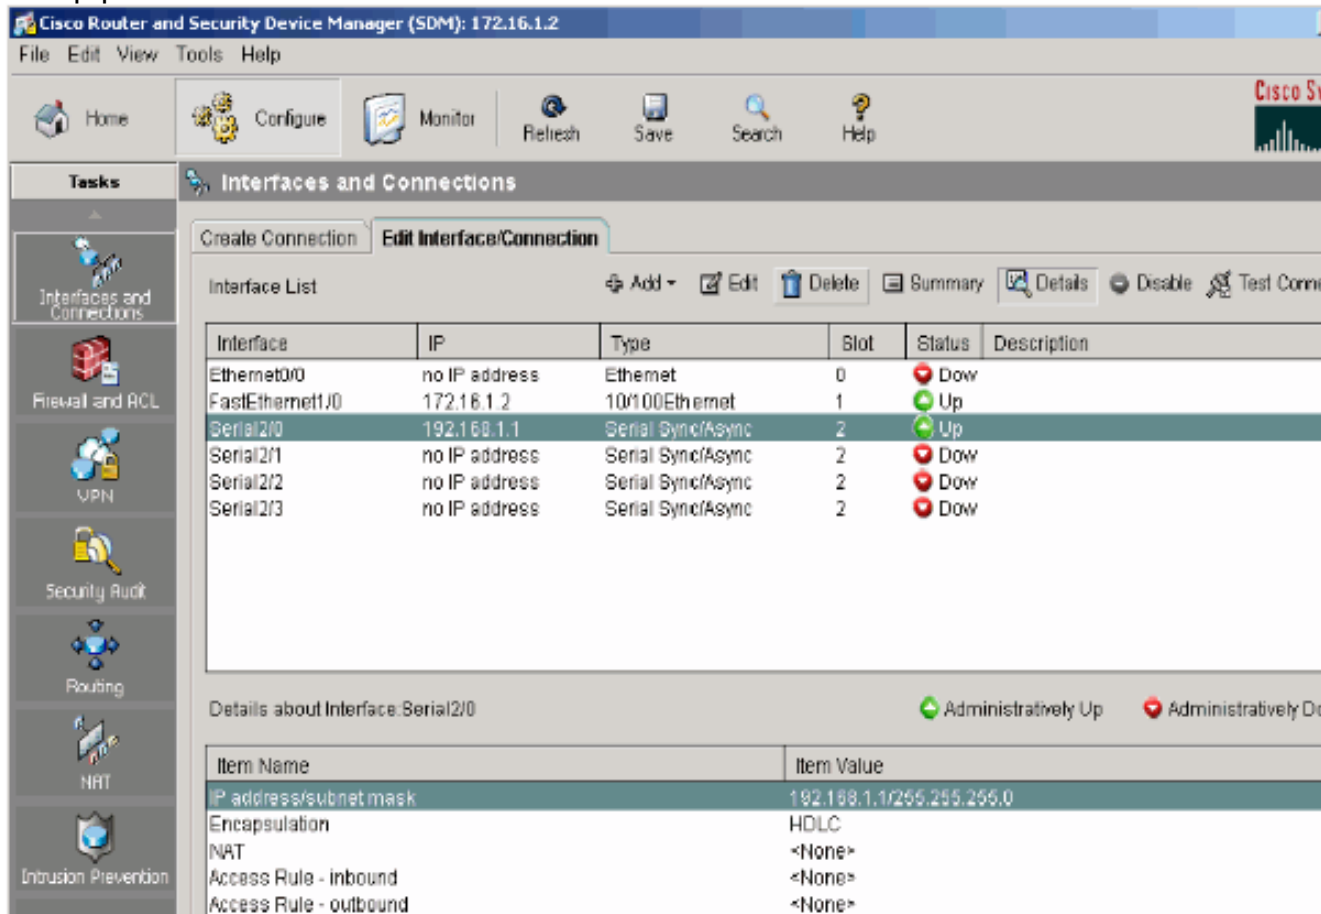 Cisco Router and Security Device Manager (SDM): 172.16.1.2
File Edit View Tools Help
Home Configure Monitor Refresh Save Search Help
Cisco Sy
Tasks
Interfaces and Connections
Create Connection Edit Interface/Connection
Interface List
Add Edit Delete Summary Details Disable Test Conne
Interface IP Type Slot Status Description
Ethernet0/0 no IP address Ethernet 0 Dow
FastEthernet1/0 172.16.1.2 10/100Ethernet 1 Up
Serial2/0 192.168.1.1 Serial Sync/Async 2 Up
Serial2/1 no IP address Serial Sync/Async 2 Dow
Serial2/2 no IP address Serial Sync/Async 2 Dow
Serial2/3 no IP address Serial Sync/Async 2 Dow
Details about Interface:Serial2/0
Administratively Up Administratively Do
Item Name Item Value
IP address/subnet mask 192.168.1.1/255.255.255.0
Encapsulation HDLC
NAT <None>
Access Rule - inbound <None>
Access Rule - outbound <None>
Interfaces and
Connections
Firewall and ACL
VPN
Security Audit
Routing
NAT
Intrusion Prevention